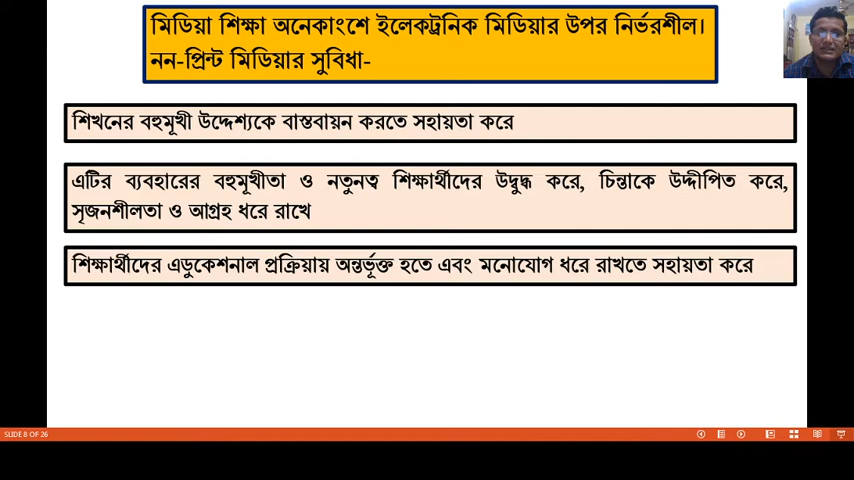 মিডিয়া শিক্ষা অনেকাংশে ইলেকট্রনিক মিডিয়ার উপর নির্ভরশীল।
নন-প্রিন্ট মিডিয়ার সুবিধা-
শিখনের বহুমূখী উদ্দেশ্যকে বাস্তবায়ন করতে সহায়তা করে
এটির ব্যবহারের বহুমূখীতা ও নতুনত্ব শিক্ষার্থীদের উদ্বুদ্ধ করে, চিন্তাকে উদ্দীপিত করে,
সৃজনশীলতা ও আগ্রহ ধরে রাখে
শিক্ষার্থীদের এডুকেশনাল প্রক্রিয়ায় অন্তর্ভূক্ত হতে এবং মনোযোগ ধরে রাখতে সহায়তা করে
SLIDE 8 OF 26